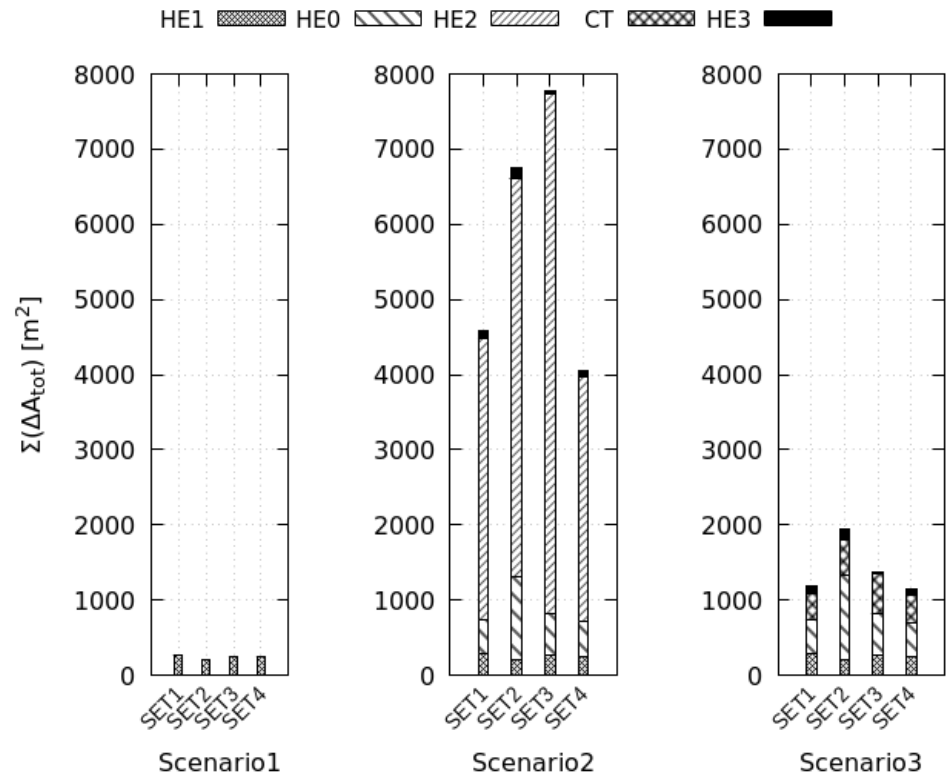 HE1 HE0 HE2 CT HE3
8000 8000 8000
7000 7000 7000
6000 6000 6000
5000 5000 5000
Σ(ΔA_tot) [m²]
4000 4000 4000
3000 3000 3000
2000 2000 2000
1000 1000 1000
0 0 0
SET1 SET2 SET3 SET4 SET1 SET2 SET3 SET4 SET1 SET2 SET3 SET4
Scenario1 Scenario2 Scenario3